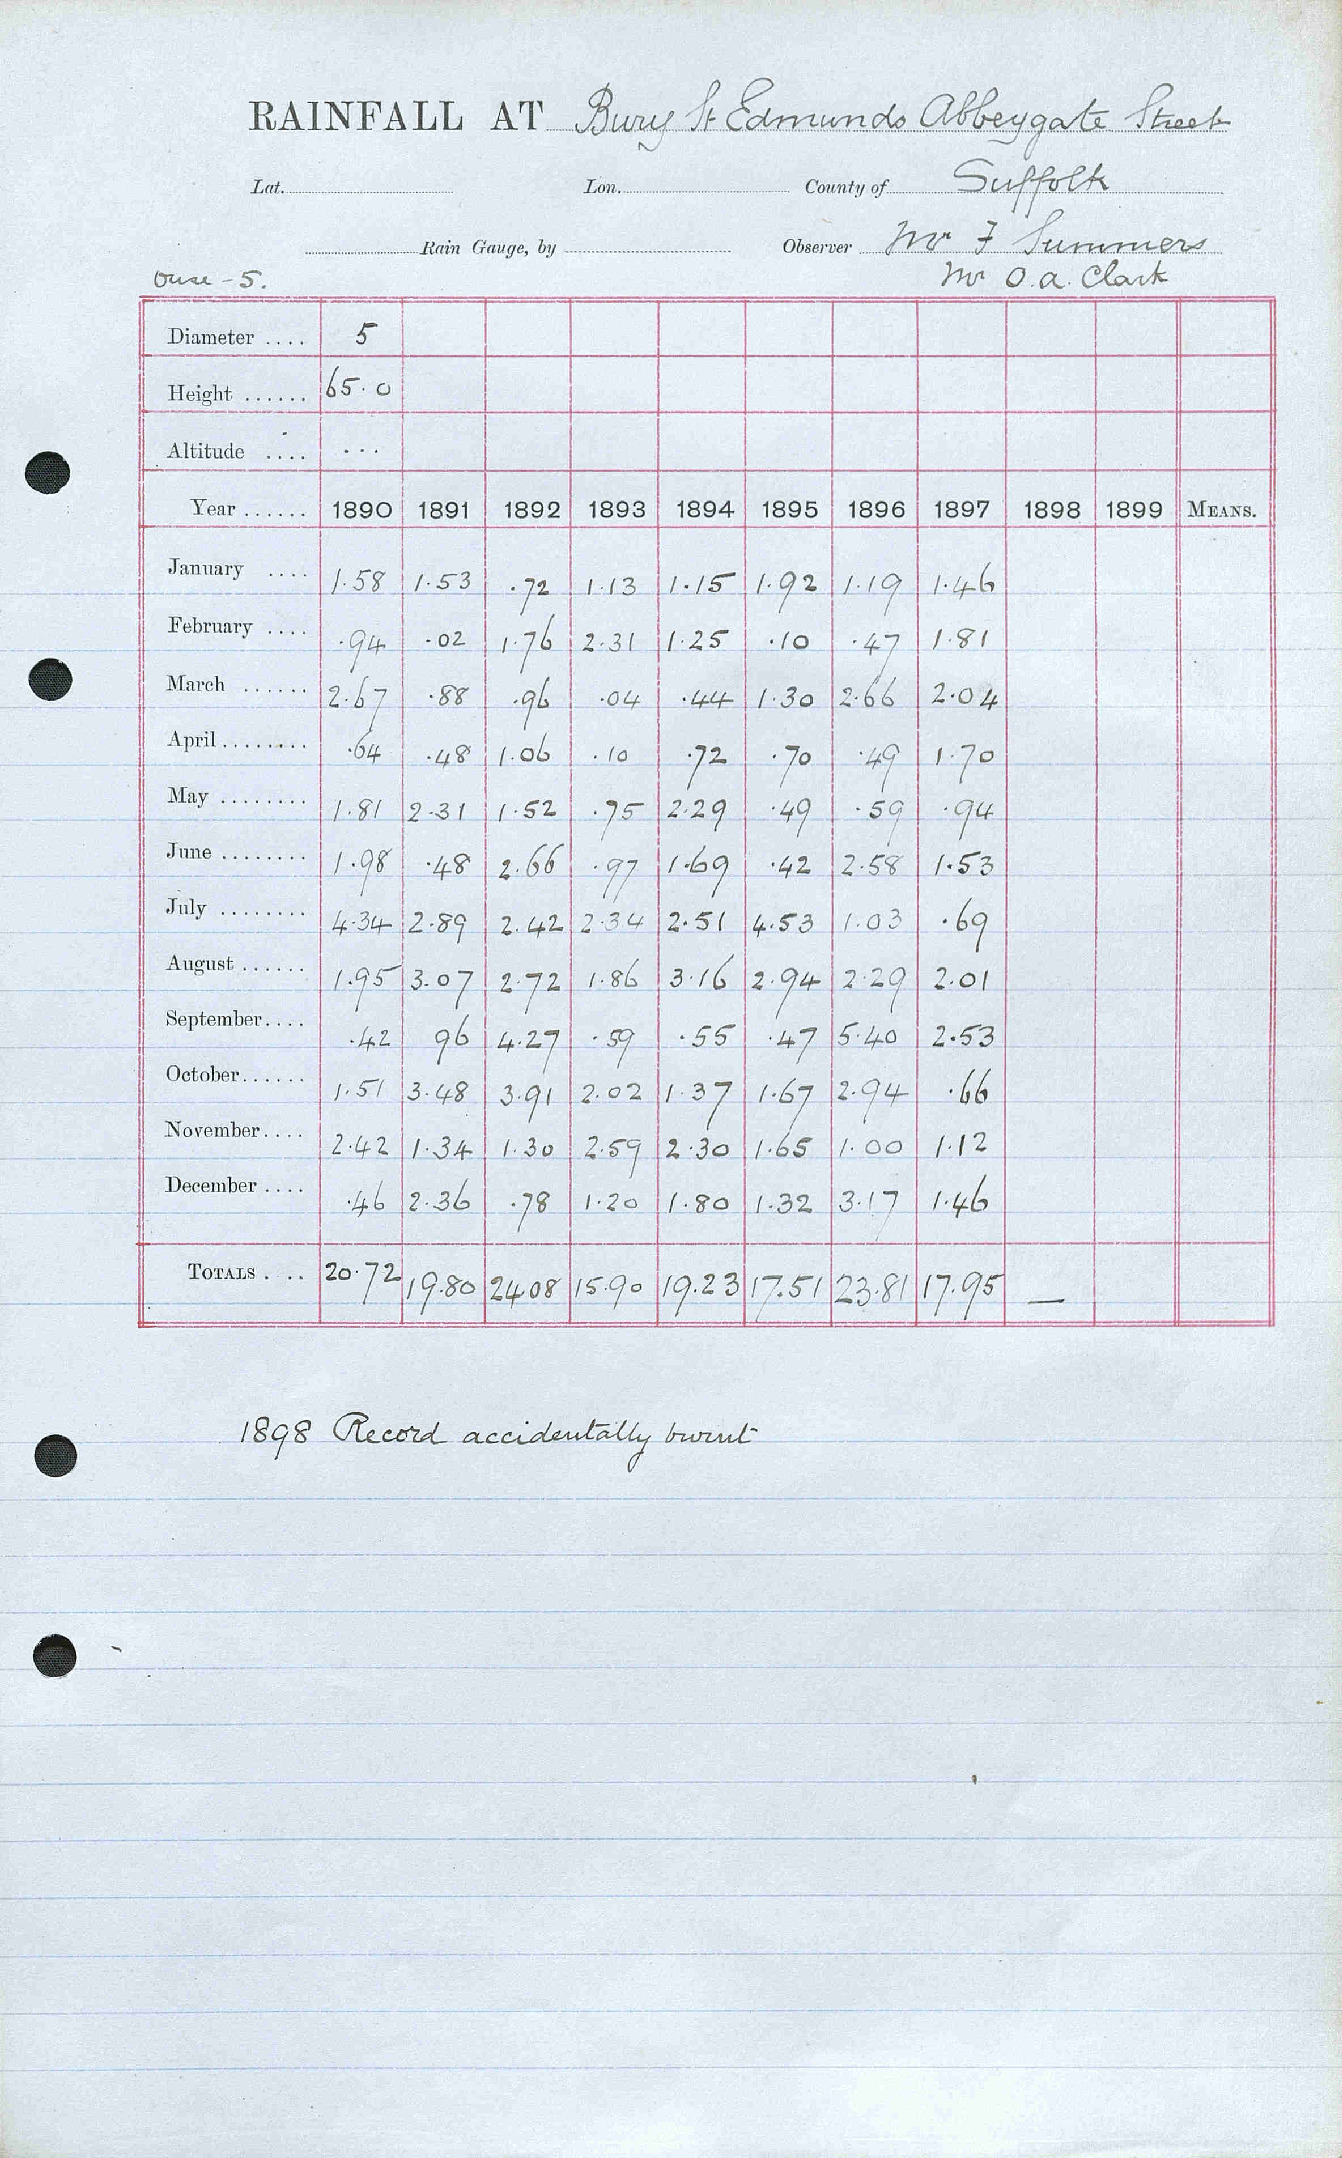 RAINFALL AT Bury St Edmunds Abbeygate Street
Lat. Lon. County of Suffolk
Rain Gauge, by Observer Mr F Summers
Ouse - 5. Mr O.A. Clark
Diameter .... 5
Height ...... 65.0
Altitude .... ...
Year ...... 1890 1891 1892 1893 1894 1895 1896 1897 1898 1899 MEANS.
January .... 1.58 1.53 .72 1.13 1.15 1.92 1.19 1.46
February .... .94 .02 1.76 2.31 1.25 .10 .47 1.81
March ...... 2.67 .88 .96 .04 .44 1.30 2.66 2.04
April ........ .64 .48 1.06 .10 .72 .70 .49 1.70
May ........ 1.81 2.31 1.52 .75 2.29 .49 .59 .94
June ........ 1.98 .48 2.66 .97 1.69 .42 2.58 1.53
July ........ 4.34 2.89 2.42 2.34 2.51 4.53 1.03 .69
August ...... 1.95 3.07 2.72 1.86 3.16 2.94 2.29 2.01
September.... .42 96 4.27 .59 .55 .47 5.40 2.53
October...... 1.51 3.48 3.91 2.02 1.37 1.67 2.94 .66
November.... 2.42 1.34 1.30 2.59 2.30 1.65 1.00 1.12
December .... .46 2.36 .78 1.20 1.80 1.32 3.17 1.46
TOTALS . .. 20.72 19.80 24.08 15.90 19.23 17.51 23.81 17.95 —
1898 Record accidentally burnt